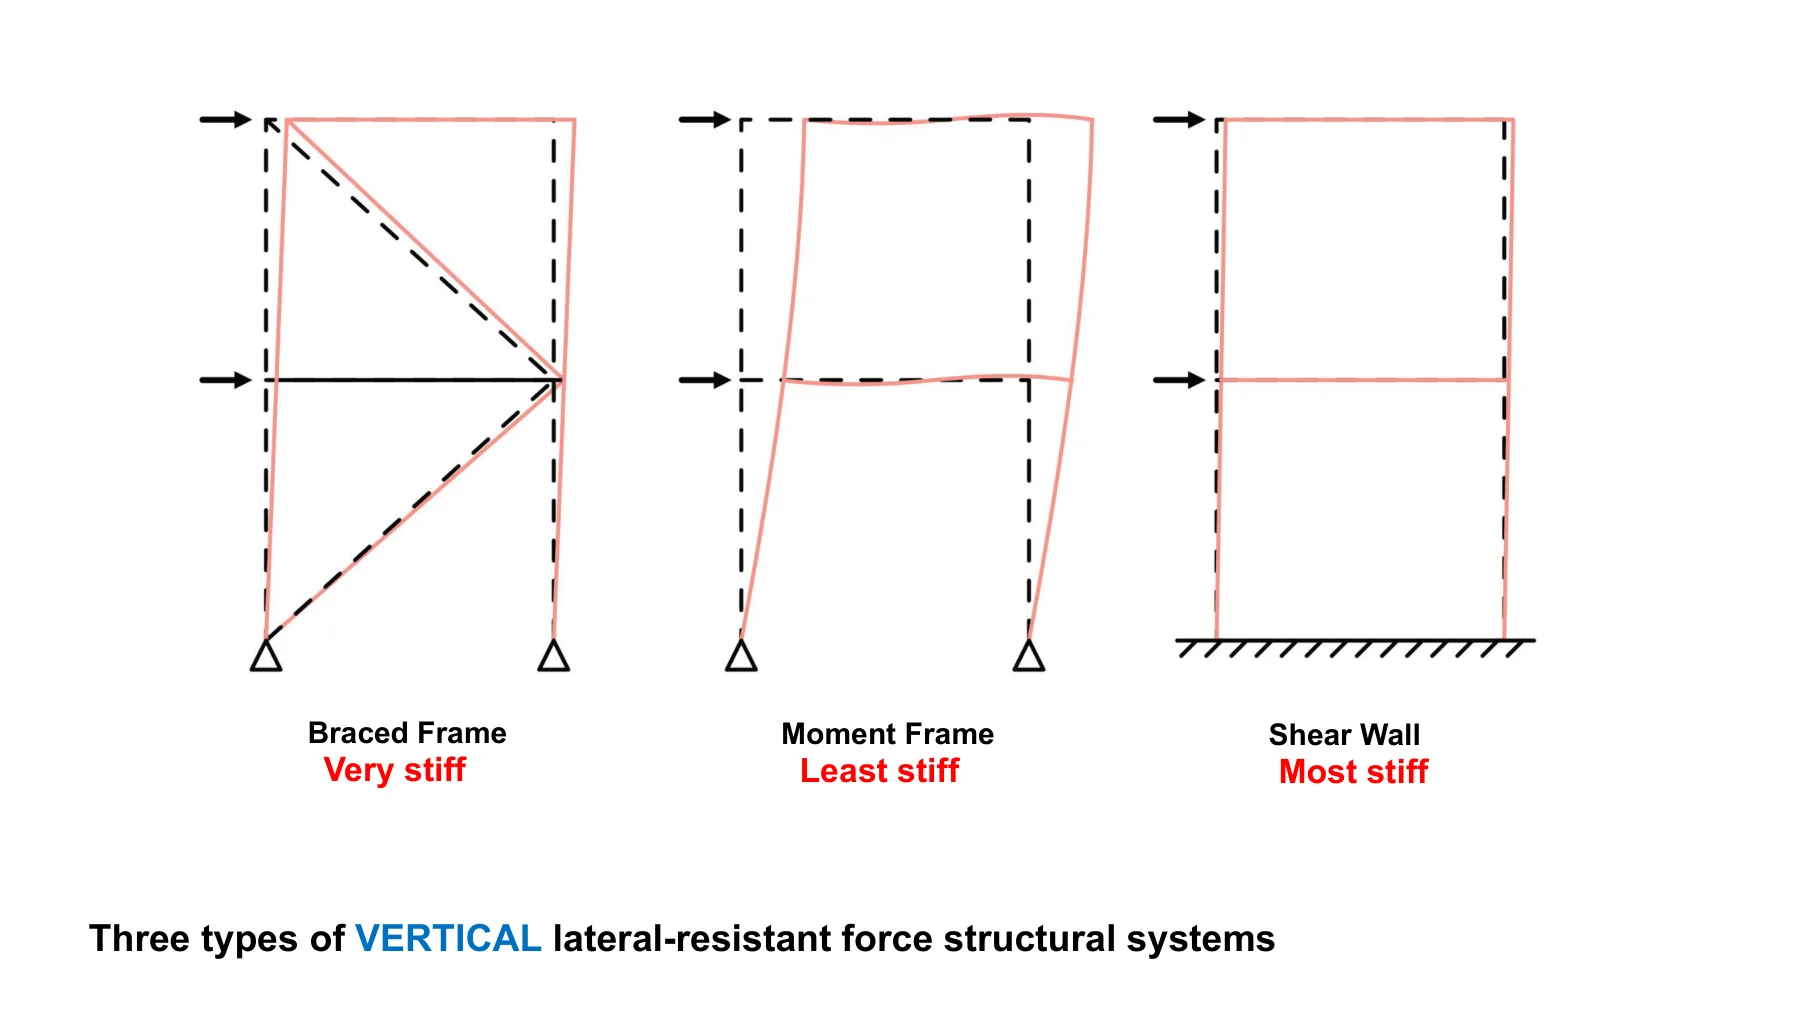 Braced Frame
Very stiff
Moment Frame
Least stiff
Shear Wall
Most stiff
Three types of VERTICAL lateral-resistant force structural systems